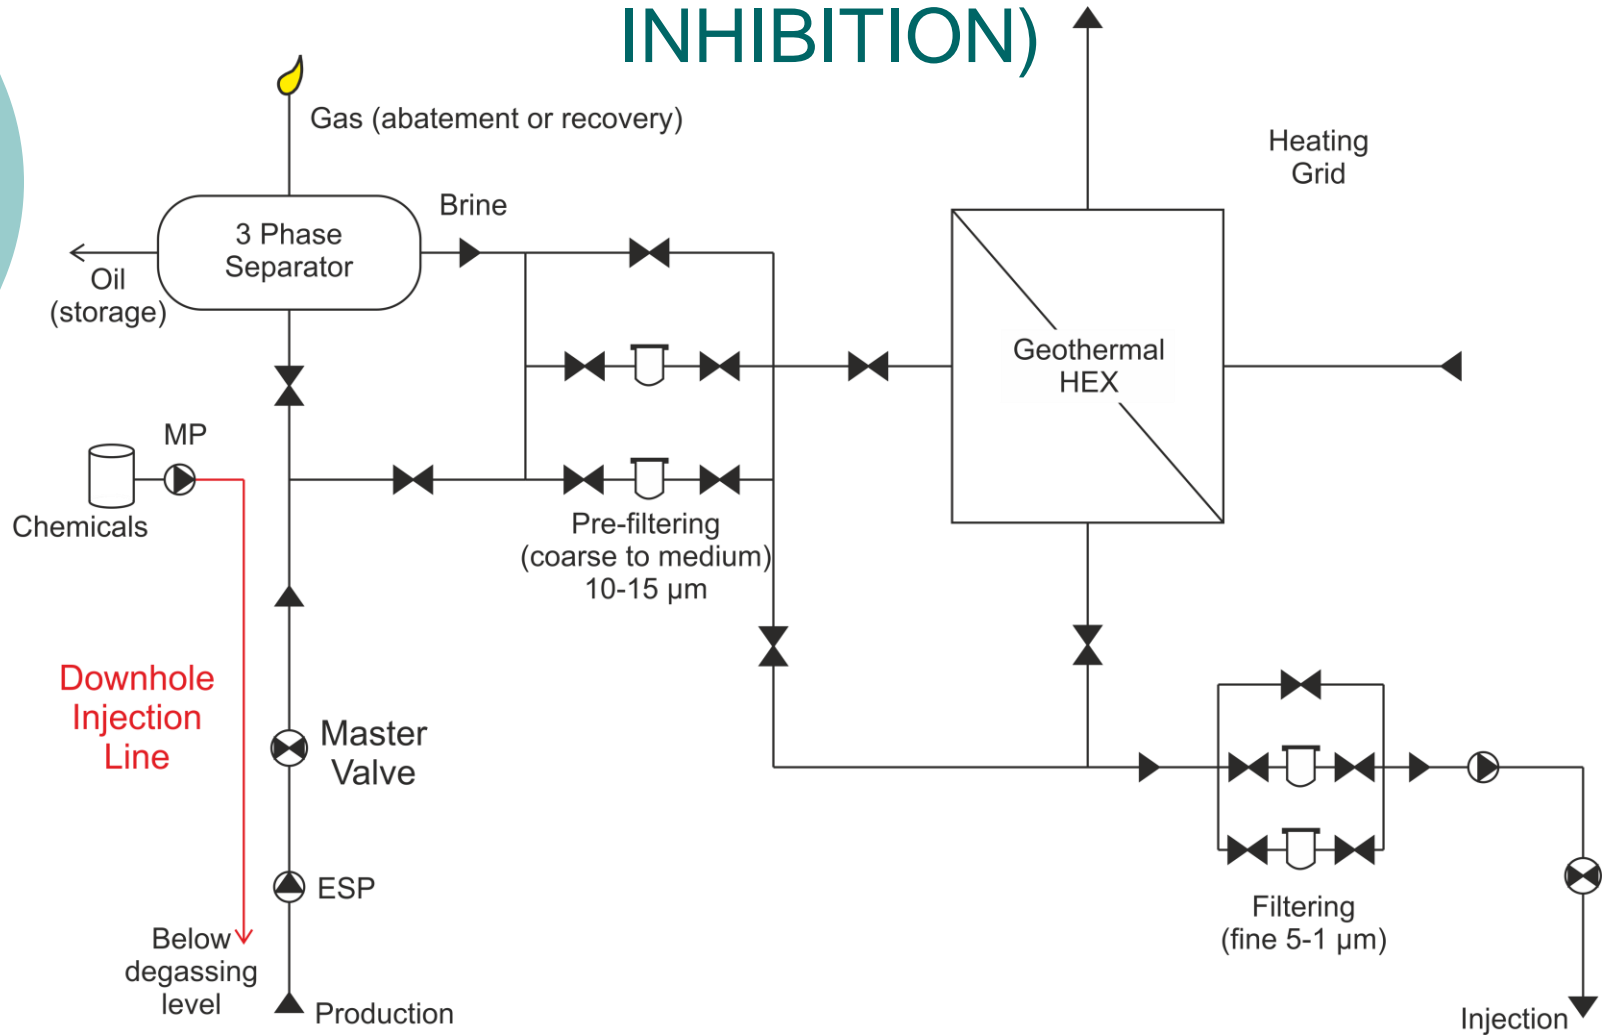 INHIBITION)
Gas (abatement or recovery)
Heating
Grid
Brine
3 Phase
Separator
Oil
(storage)
Geothermal
HEX
MP
Chemicals
Pre-filtering
(coarse to medium)
10-15 µm
Downhole
Injection
Line
Master
Valve
ESP
Filtering
(fine 5-1 µm)
Below
degassing
level
Production
Injection